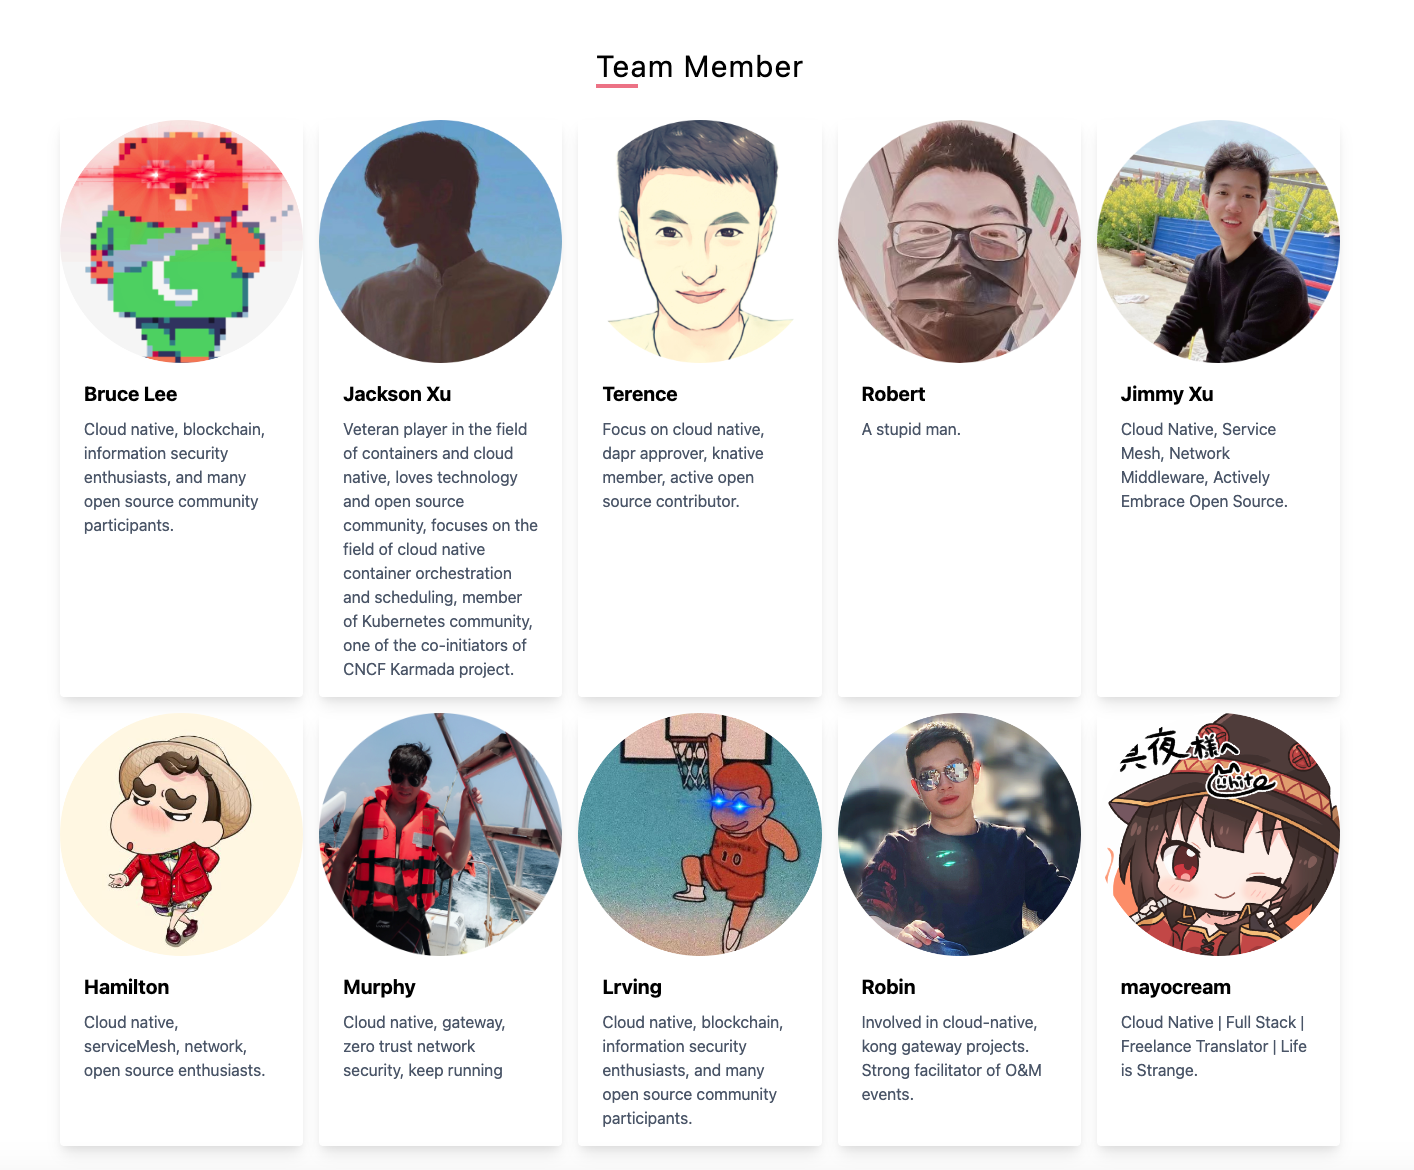 Team Member
Bruce Lee
Cloud native, blockchain,
information security
enthusiasts, and many
open source community
participants.
Jackson Xu
Veteran player in the field
of containers and cloud
native, loves technology
and open source
community, focuses on the
field of cloud native
container orchestration
and scheduling, member
of Kubernetes community,
one of the co-initiators of
CNCF Karmada project.
Terence
Focus on cloud native,
dapr approver, knative
member, active open
source contributor.
Robert
A stupid man.
Jimmy Xu
Cloud Native, Service
Mesh, Network
Middleware, Actively
Embrace Open Source.
Hamilton
Cloud native,
serviceMesh, network,
open source enthusiasts.
Murphy
Cloud native, gateway,
zero trust network
security, keep running
10
Lrving
Cloud native, blockchain,
information security
enthusiasts, and many
open source community
participants.
Robin
Involved in cloud-native,
kong gateway projects.
Strong facilitator of O&M
events.
夜様へ
White
mayocream
Cloud Native | Full Stack |
Freelance Translator | Life
is Strange.